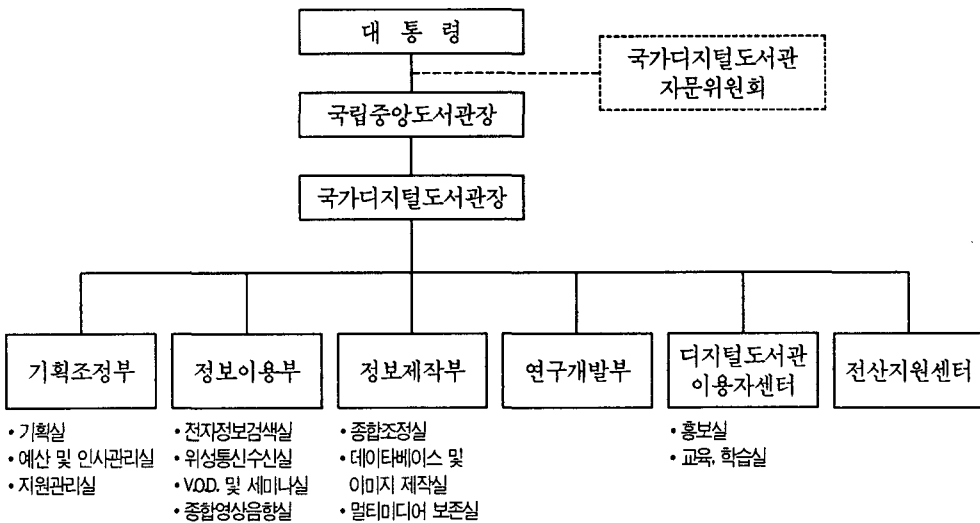 대 통 령
국가디지털도서관
자문위원회
국립중앙도서관장
국가디지털도서관장
기획조정부
• 기획실
• 예산 및 인사관리실
• 지원관리실
정보이용부
• 전자정보검색실
• 위성통신수신실
• V.O.D. 및 세미나실
• 종합영상음향실
정보제작부
• 종합조정실
• 데이타베이스 및
이미지 제작실
• 멀티미디어 보존실
연구개발부
디지털도서관
이용자센터
• 홍보실
• 교육, 학습실
전산지원센터